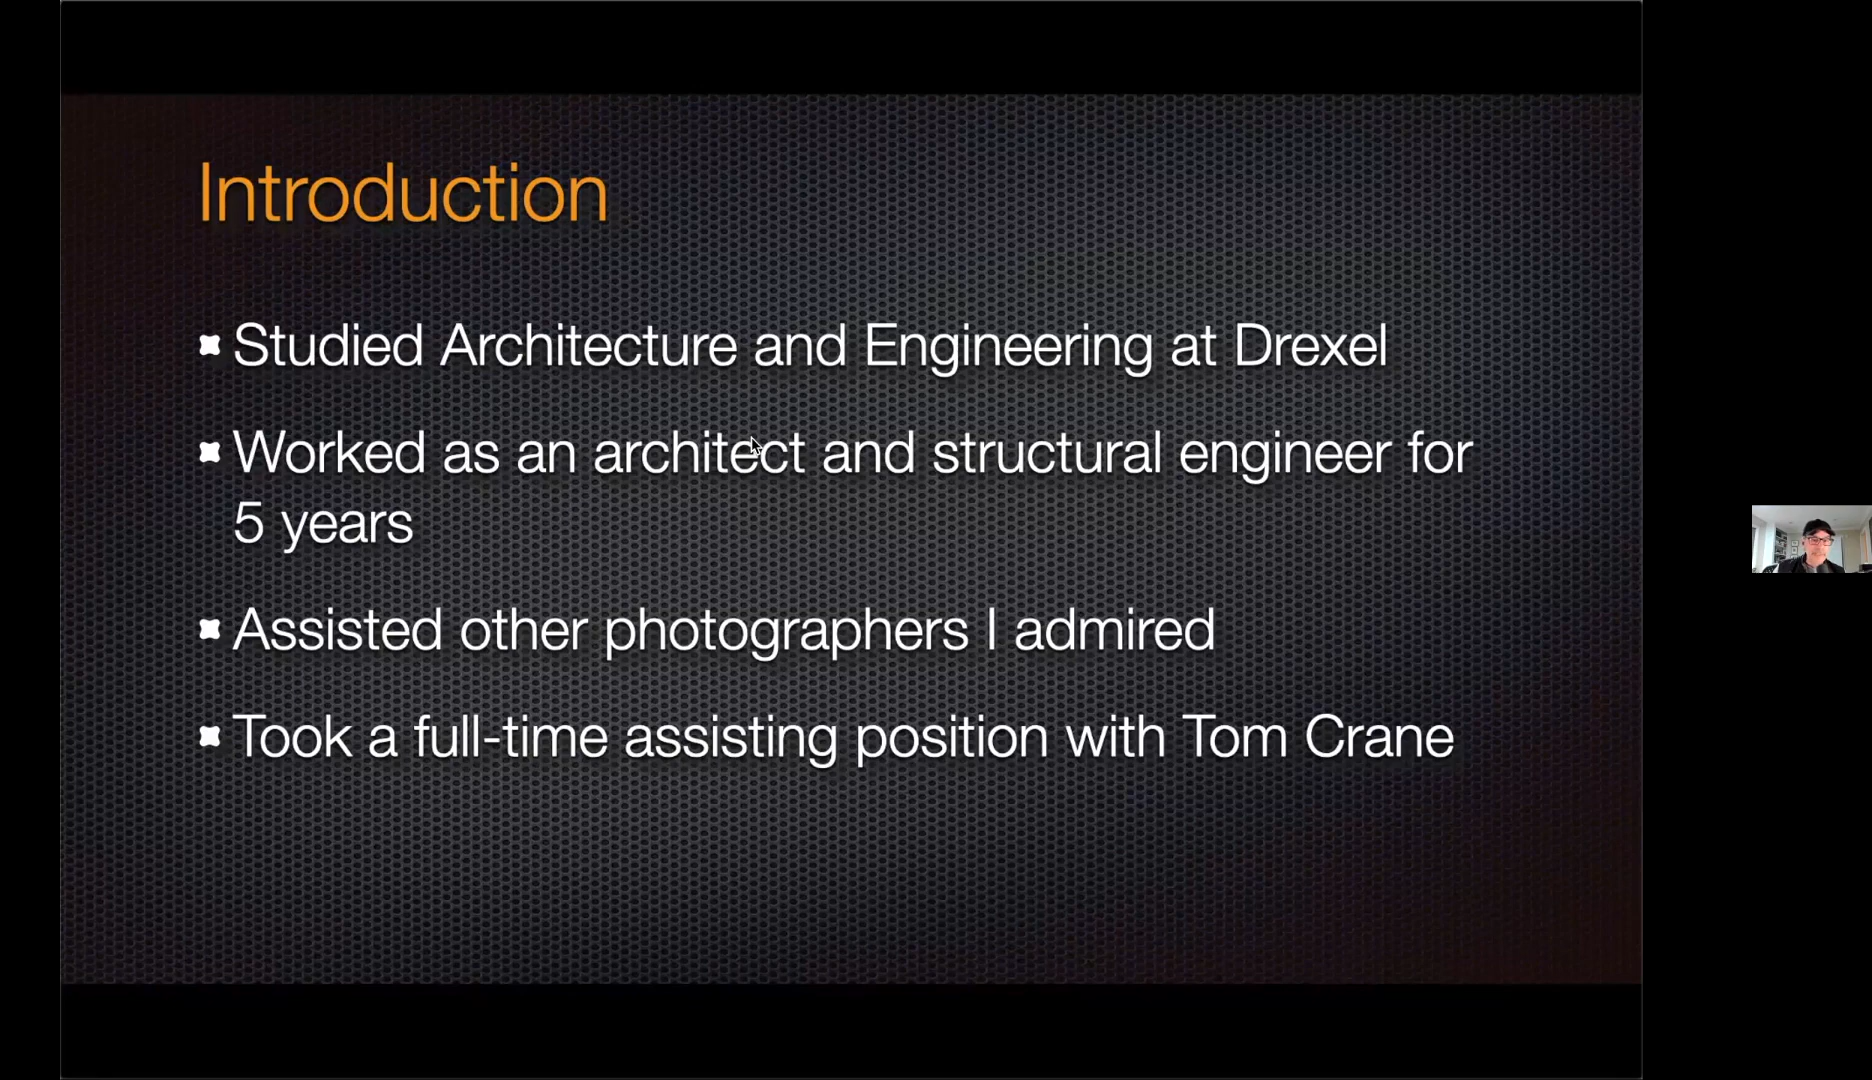 Introduction
Studied Architecture and Engineering at Drexel
Worked as an architect and structural engineer for
5 years
Assisted other photographers I admired
Took a full-time assisting position with Tom Crane